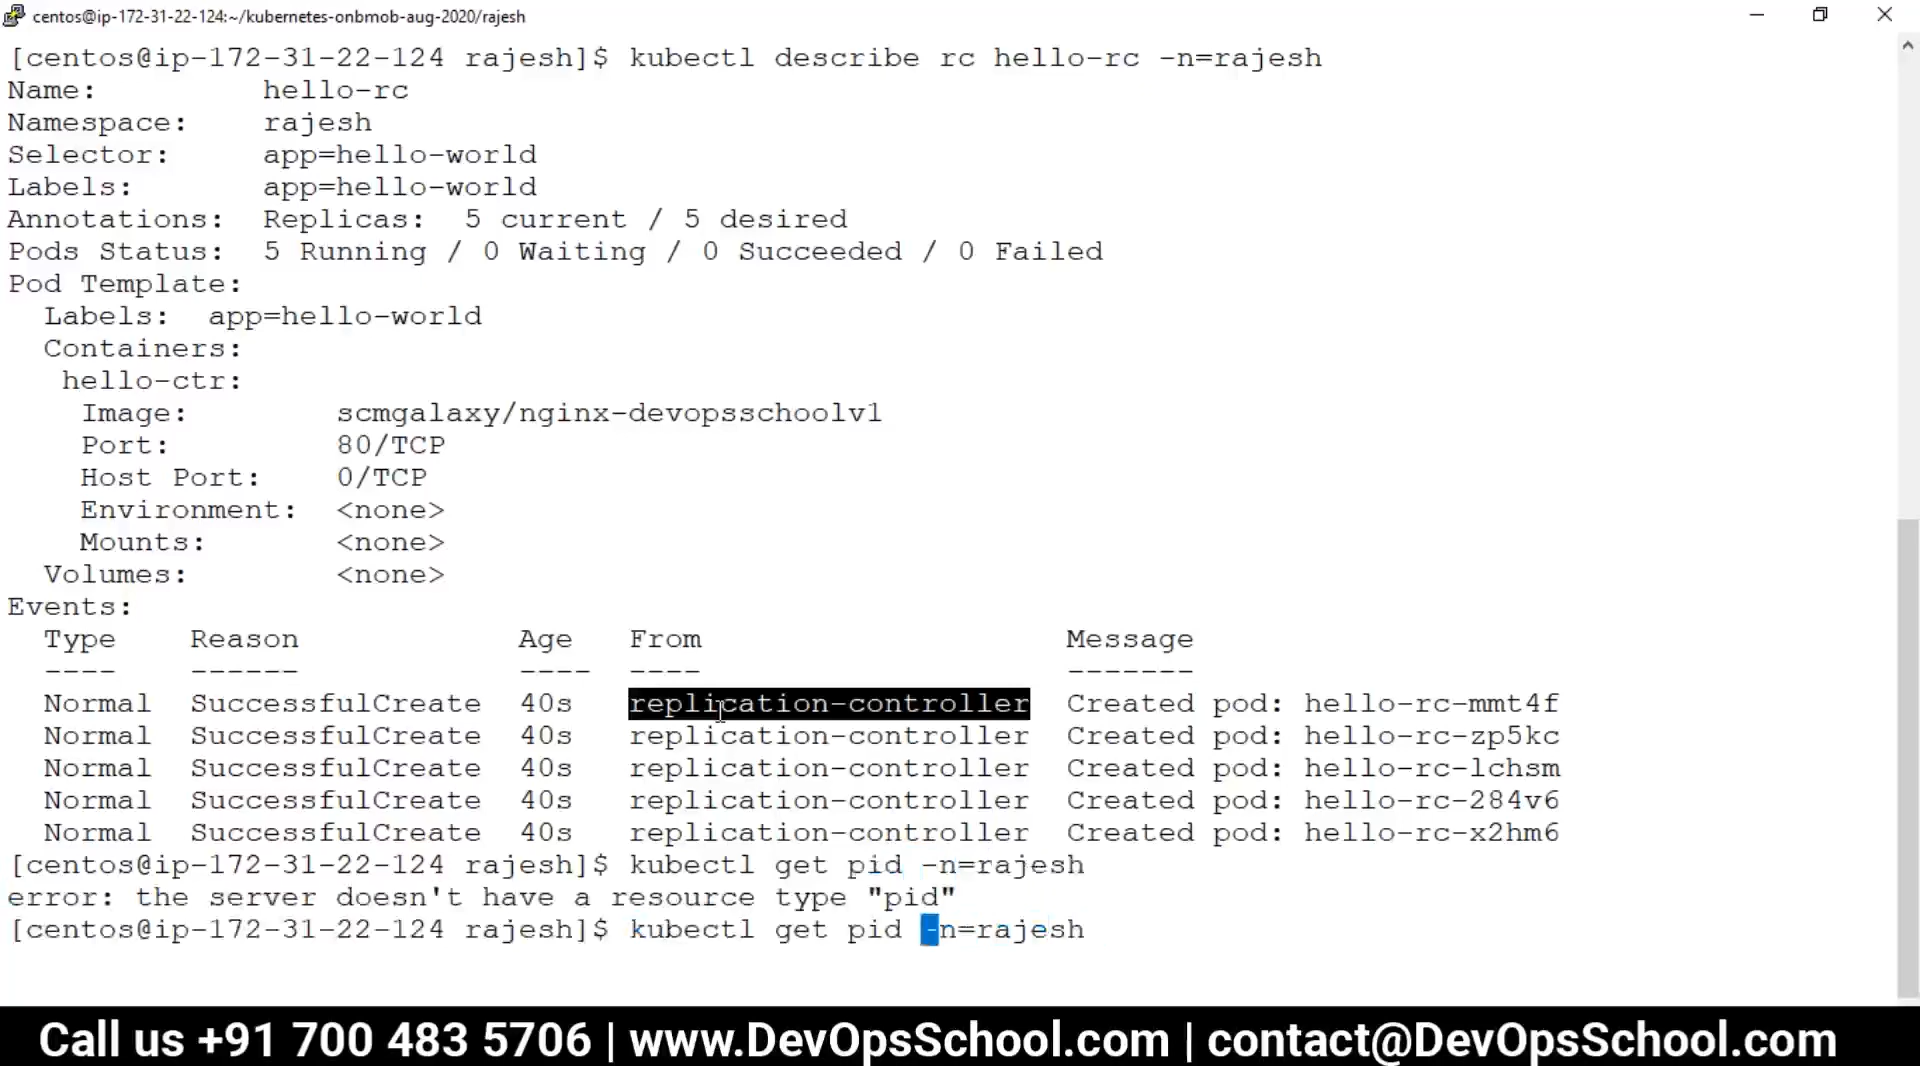 centos@ip-172-31-22-124:~/kubernetes-onbmob-aug-2020/rajesh
[centos@ip-172-31-22-124 rajesh]$ kubectl describe rc hello-rc -n=rajesh
Name:         hello-rc
Namespace:    rajesh
Selector:     app=hello-world
Labels:       app=hello-world
Annotations:  Replicas:  5 current / 5 desired
Pods Status:  5 Running / 0 Waiting / 0 Succeeded / 0 Failed
Pod Template:
  Labels:  app=hello-world
  Containers:
   hello-ctr:
    Image:        scmgalaxy/nginx-devopsschoolv1
    Port:         80/TCP
    Host Port:    0/TCP
    Environment:  <none>
    Mounts:       <none>
  Volumes:        <none>
Events:
  Type    Reason            Age   From                    Message
  ----    ------            ----  ----                    -------
  Normal  SuccessfulCreate  40s   replication-controller  Created pod: hello-rc-mmt4f
  Normal  SuccessfulCreate  40s   replication-controller  Created pod: hello-rc-zp5kc
  Normal  SuccessfulCreate  40s   replication-controller  Created pod: hello-rc-lchsm
  Normal  SuccessfulCreate  40s   replication-controller  Created pod: hello-rc-284v6
  Normal  SuccessfulCreate  40s   replication-controller  Created pod: hello-rc-x2hm6
[centos@ip-172-31-22-124 rajesh]$ kubectl get pid -n=rajesh
error: the server doesn't have a resource type "pid"
[centos@ip-172-31-22-124 rajesh]$ kubectl get pid -n=rajesh
Call us +91 700 483 5706 | www.DevOpsSchool.com | contact@DevOpsSchool.com